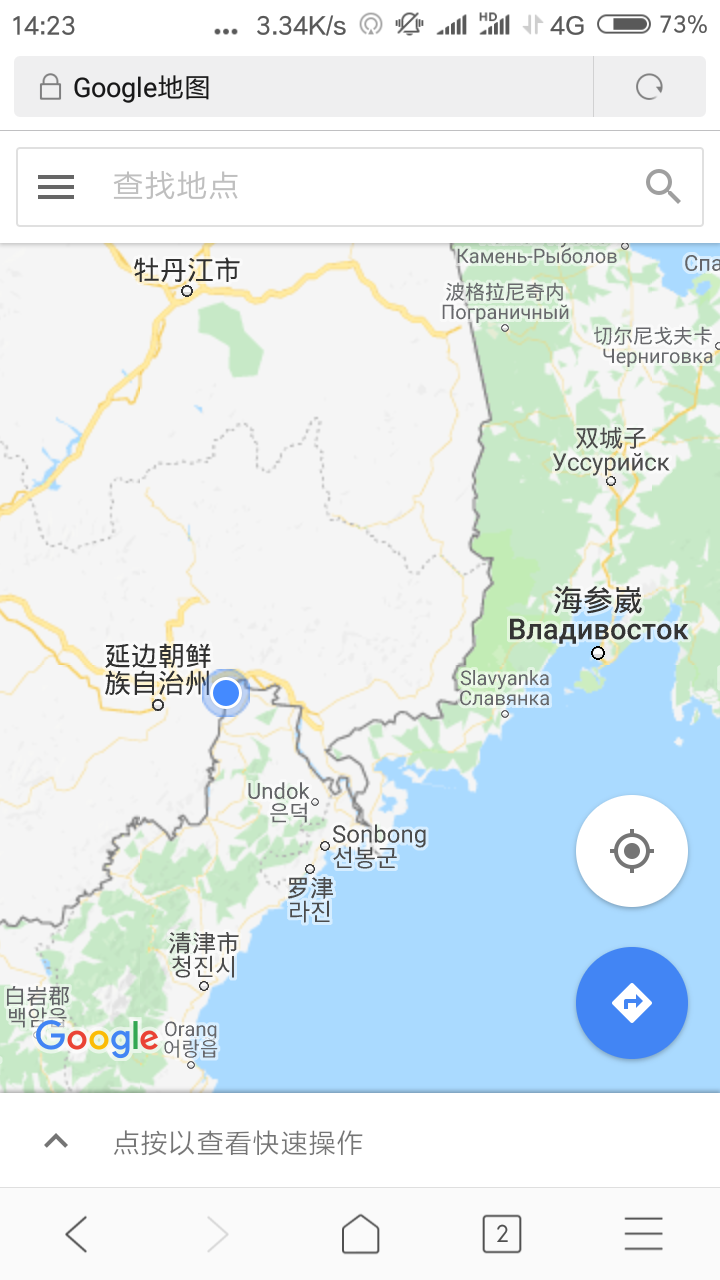 14:23
... 3.34K/s HD 4G 73%
Google地图
查找地点
牡丹江市
Камень-Рыболов
Спа
波格拉尼奇内
Пограничный
切尔尼戈夫卡
Черниговка
双城子
Уссурийск
海参崴
Владивосток
延边朝鲜
族自治州
Slavyanka
Славянка
Undok
은덕
Sonbong
선봉군
罗津
라진
清津市
청진시
白岩郡
백암읍
Google
Orang
어랑읍
点按以查看快速操作
2